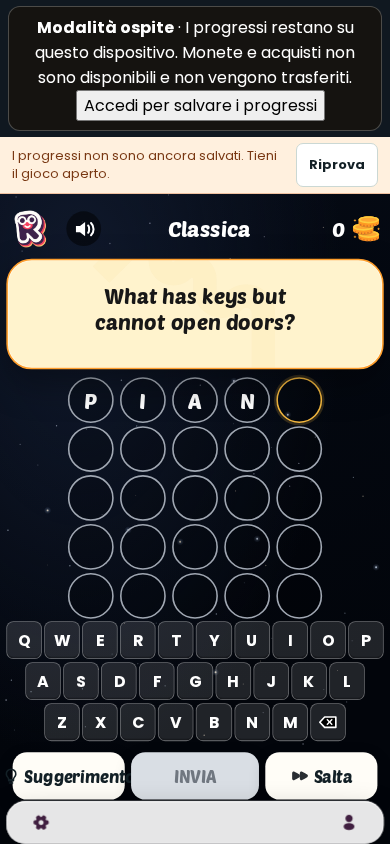 Modalità ospite · I progressi restano su
questo dispositivo. Monete e acquisti non
sono disponibili e non vengono trasferiti.
Accedi per salvare i progressi
I progressi non sono ancora salvati. Tieni
il gioco aperto.
Riprova
Classica
0
What has keys but
cannot open doors?
P I A N
Q W E R T Y U I O P
A S D F G H J K L
Z X C V B N M
Suggeriment
INVIA
Salta